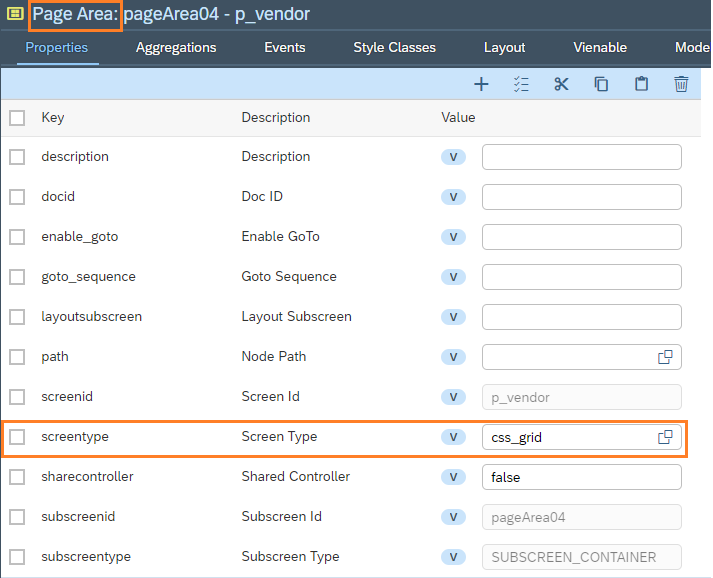 Page Area: pageArea04 - p_vendor
Properties Aggregations Events Style Classes Layout Vienable Mode
Key Description Value
description Description V
docid Doc ID V
enable_goto Enable GoTo V
goto_sequence Goto Sequence V
layoutsubscreen Layout Subscreen V
path Node Path V
screenid Screen Id V p_vendor
screentype Screen Type V css_grid
sharecontroller Shared Controller V false
subscreenid Subscreen Id V pageArea04
subscreentype Subscreen Type V SUBSCREEN_CONTAINER